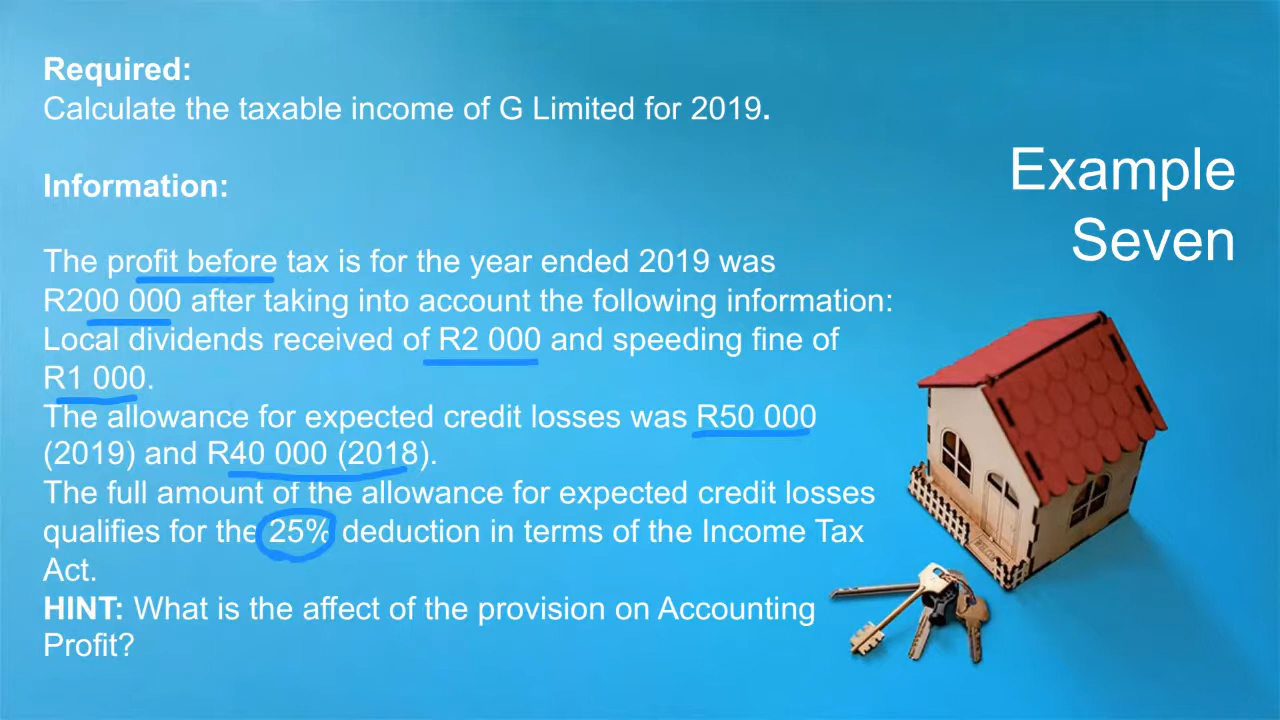 Required:
Calculate the taxable income of G Limited for 2019.
Information:
The profit before tax is for the year ended 2019 was
R200 000 after taking into account the following information:
Local dividends received of R2 000 and speeding fine of
R1 000.
The allowance for expected credit losses was R50 000
(2019) and R40 000 (2018).
The full amount of the allowance for expected credit losses
qualifies for the 25% deduction in terms of the Income Tax
Act.
HINT: What is the affect of the provision on Accounting
Profit?
Example
Seven